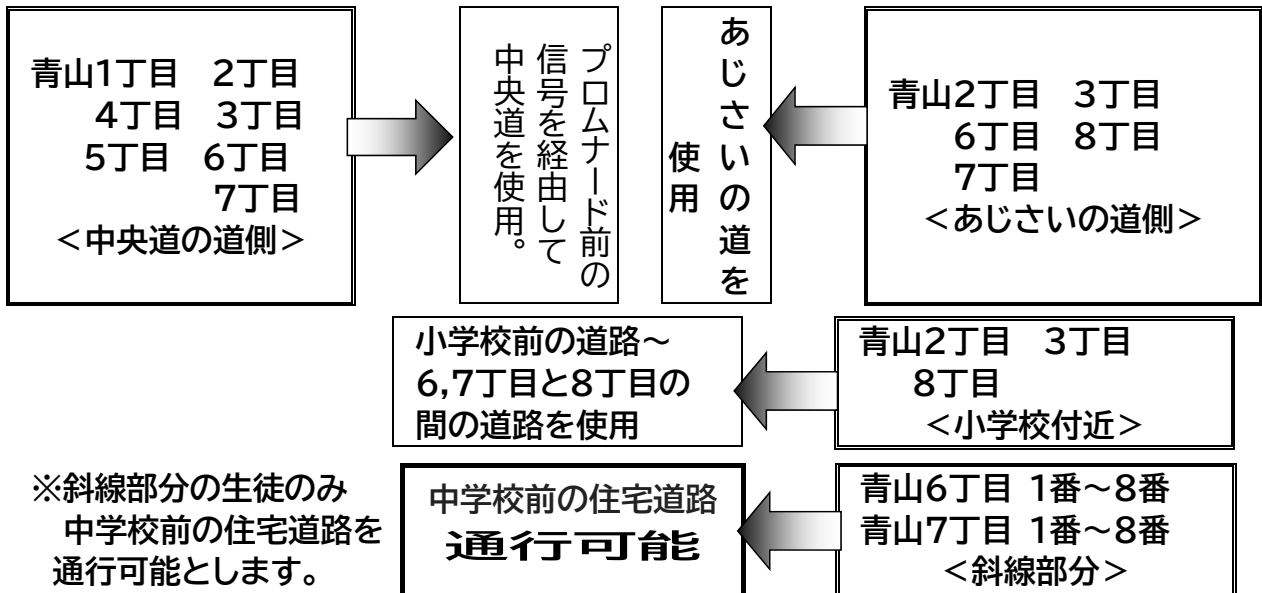 青山1丁目　2丁目
4丁目　3丁目
5丁目　6丁目
7丁目
＜中央道の道側＞
プロムナード前の
信号を経由して
中央道を使用。
あじさいの道を
使用
青山2丁目　3丁目
6丁目　8丁目
7丁目
＜あじさいの道側＞
小学校前の道路～
6,7丁目と8丁目の
間の道路を使用
青山2丁目　3丁目
8丁目
＜小学校付近＞
※斜線部分の生徒のみ
中学校前の住宅道路を
通行可能とします。
中学校前の住宅道路
通行可能
青山6丁目 1番～8番
青山7丁目 1番～8番
＜斜線部分＞